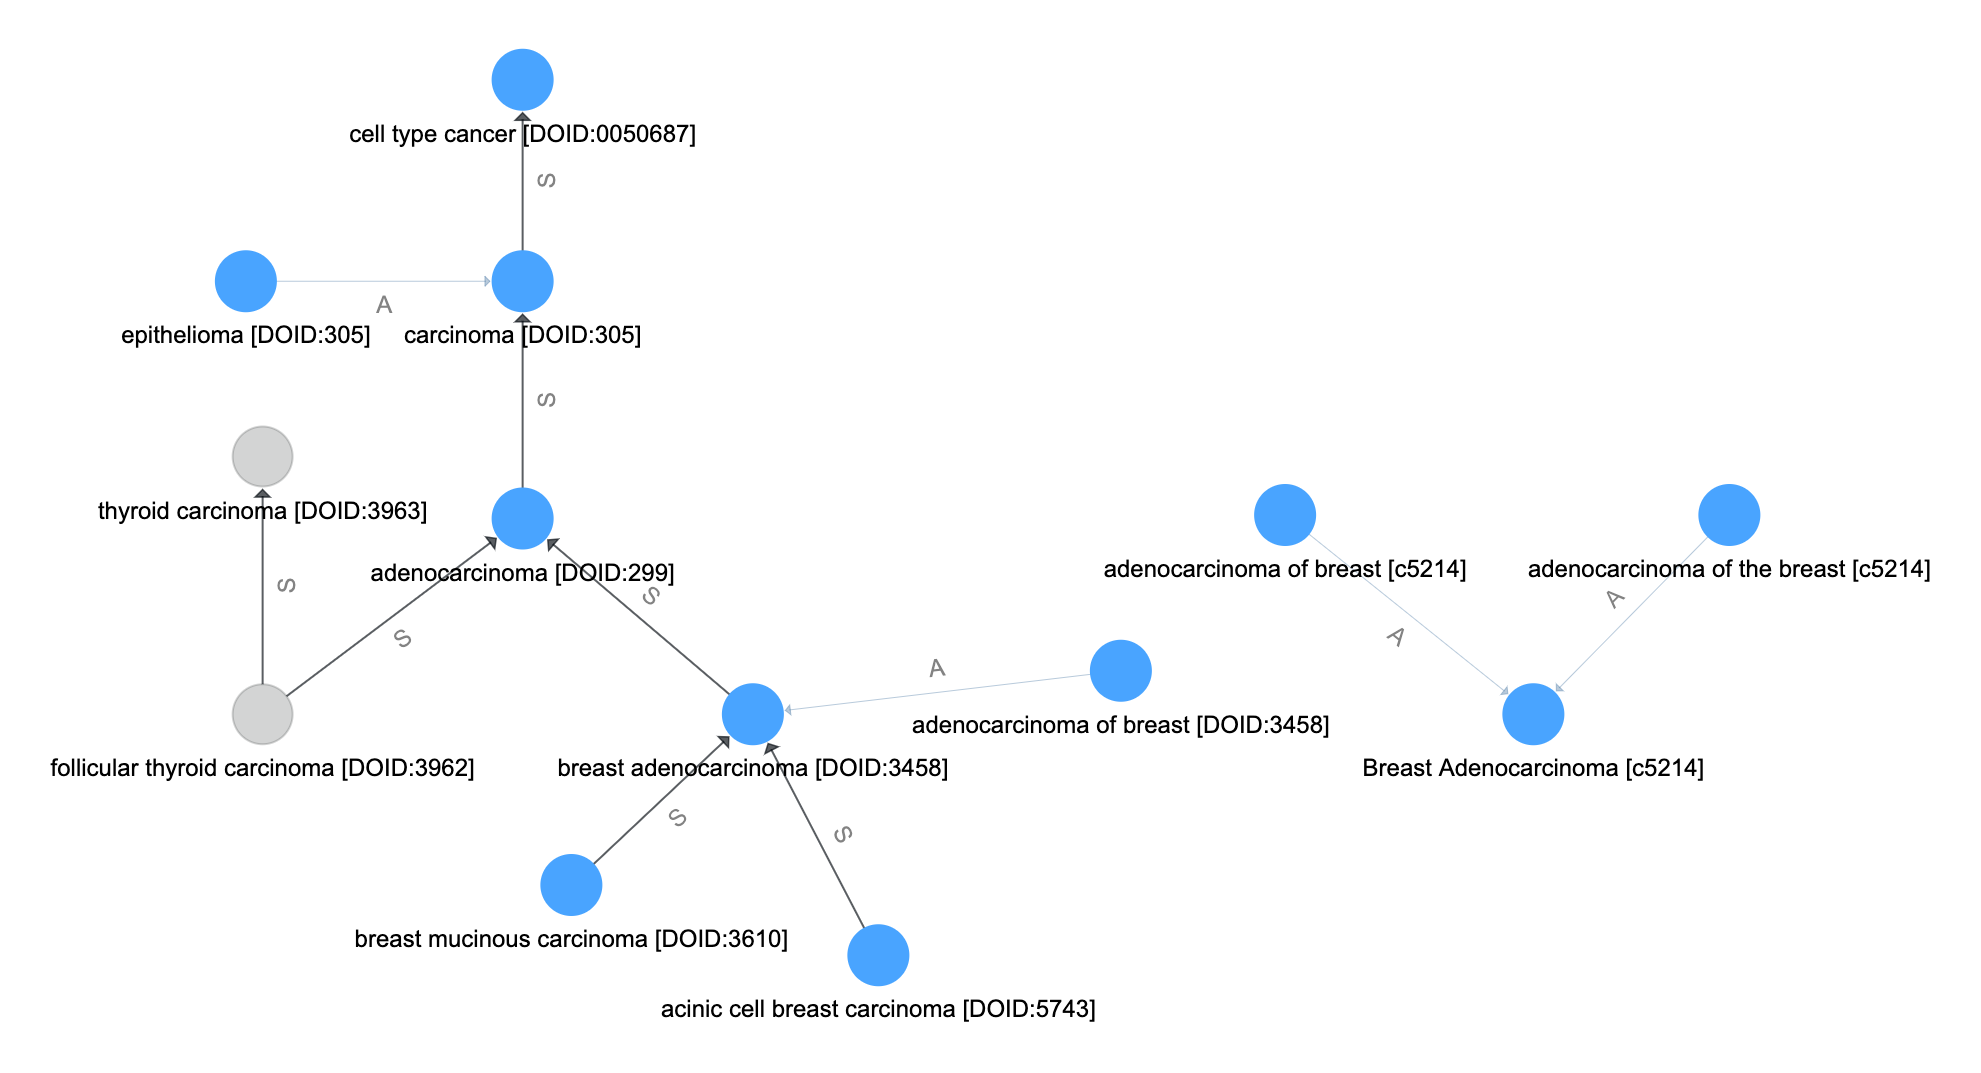 cell type cancer [DOID:0050687]
S
A
epithelioma [DOID:305]
carcinoma [DOID:305]
S
thyroid carcinoma [DOID:3963]
adenocarcinoma [DOID:299]
adenocarcinoma of breast [c5214]
adenocarcinoma of the breast [c5214]
S
S
A
S
A
A
adenocarcinoma of breast [DOID:3458]
follicular thyroid carcinoma [DOID:3962]
breast adenocarcinoma [DOID:3458]
Breast Adenocarcinoma [c5214]
S
S
breast mucinous carcinoma [DOID:3610]
acinic cell breast carcinoma [DOID:5743]